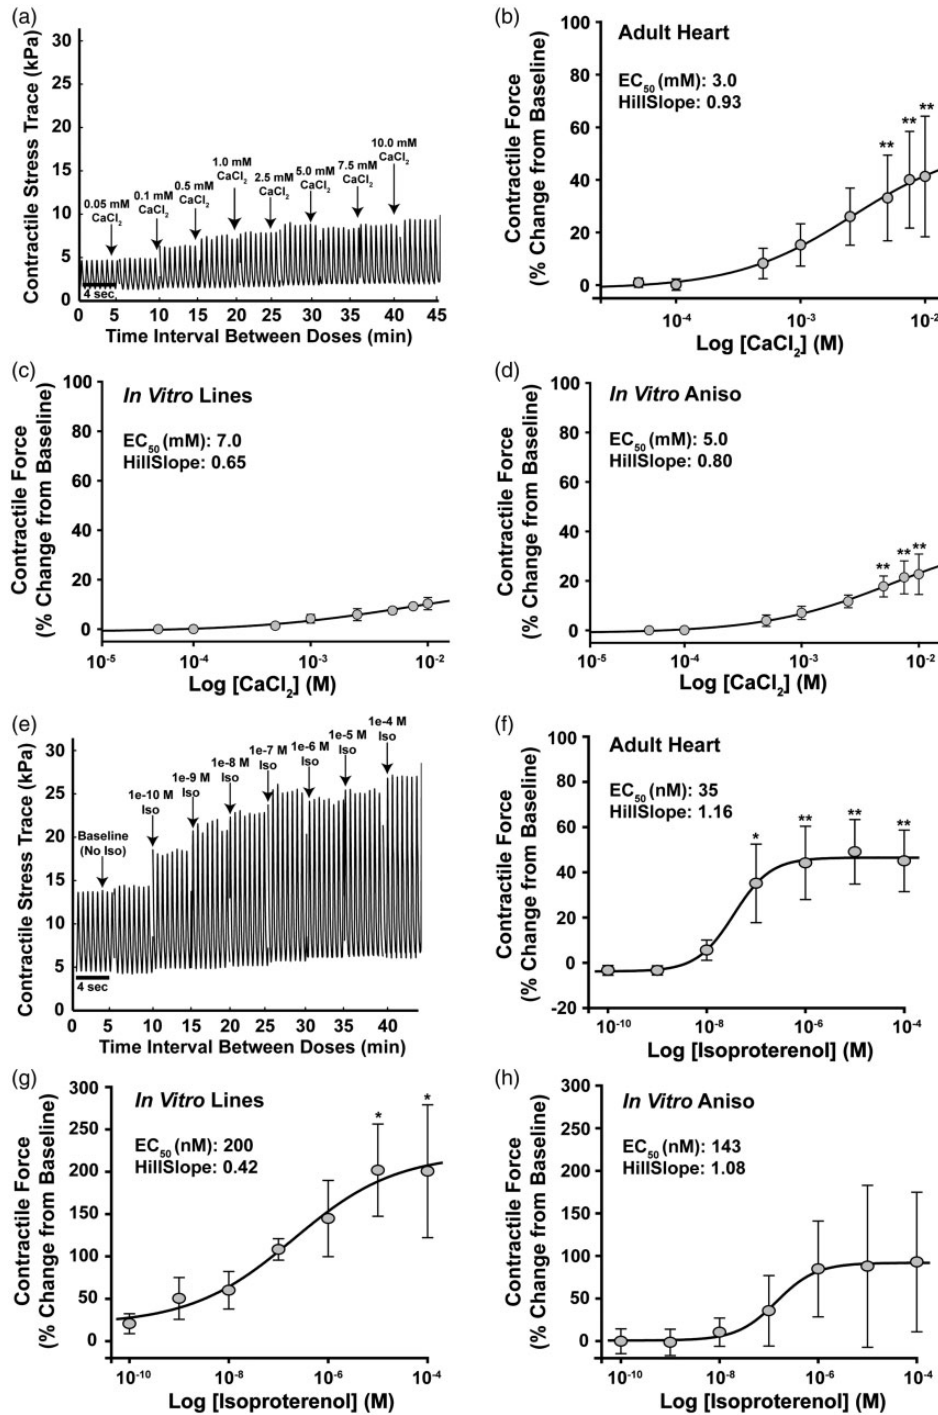 (a)
Contractile Stress Trace (kPa)
30
25
20
15
10
5
0
0.05 mM
CaCl2
0.1 mM
CaCl2
0.5 mM
CaCl2
1.0 mM
CaCl2
2.5 mM
CaCl2
5.0 mM
CaCl2
7.5 mM
CaCl2
10.0 mM
CaCl2
4 sec
0 5 10 15 20 25 30 35 40 45
Time Interval Between Doses (min)
(b)
Contractile Force
(% Change from Baseline)
100
80
60
40
20
0
Adult Heart
EC50 (mM): 3.0
HillSlope: 0.93
** ** **
10-4 10-3 10-2
Log [CaCl2] (M)
(c)
Contractile Force
(% Change from Baseline)
100
80
60
40
20
0
In Vitro Lines
EC50 (mM): 7.0
HillSlope: 0.65
10-5 10-4 10-3 10-2
Log [CaCl2] (M)
(d)
Contractile Force
(% Change from Baseline)
100
80
60
40
20
0
In Vitro Aniso
EC50 (mM): 5.0
HillSlope: 0.80
** ** **
10-5 10-4 10-3 10-2
Log [CaCl2] (M)
(e)
Contractile Stress Trace (kPa)
30
25
20
15
10
5
0
Baseline
(No Iso)
1e-10 M
Iso
1e-9 M
Iso
1e-8 M
Iso
1e-7 M
Iso
1e-6 M
Iso
1e-5 M
Iso
1e-4 M
Iso
4 sec
0 5 10 15 20 25 30 35 40
Time Interval Between Doses (min)
(f)
Contractile Force
(% Change from Baseline)
100
80
60
40
20
0
-20
Adult Heart
EC50 (nM): 35
HillSlope: 1.16
* ** ** **
10-10 10-8 10-6 10-4
Log [Isoproterenol] (M)
(g)
Contractile Force
(% Change from Baseline)
300
250
200
150
100
50
0
In Vitro Lines
EC50 (nM): 200
HillSlope: 0.42
* *
10-10 10-8 10-6 10-4
Log [Isoproterenol] (M)
(h)
Contractile Force
(% Change from Baseline)
300
250
200
150
100
50
0
In Vitro Aniso
EC50 (nM): 143
HillSlope: 1.08
10-10 10-8 10-6 10-4
Log [Isoproterenol] (M)